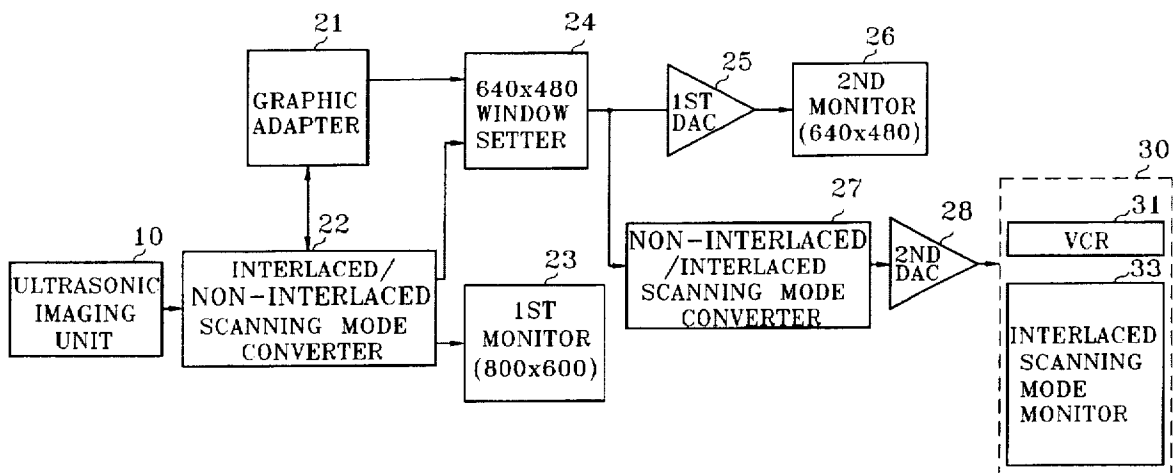 21
GRAPHIC
ADAPTER
24
640x480
WINDOW
SETTER
25
1ST
DAC
26
2ND
MONITOR
(640x480)
10
ULTRASONIC
IMAGING
UNIT
22
INTERLACED/
NON-INTERLACED
SCANNING MODE
CONVERTER
23
1ST
MONITOR
(800x600)
27
NON-INTERLACED
/INTERLACED
SCANNING MODE
CONVERTER
28
2ND
DAC
30
31
VCR
33
INTERLACED
SCANNING
MODE
MONITOR